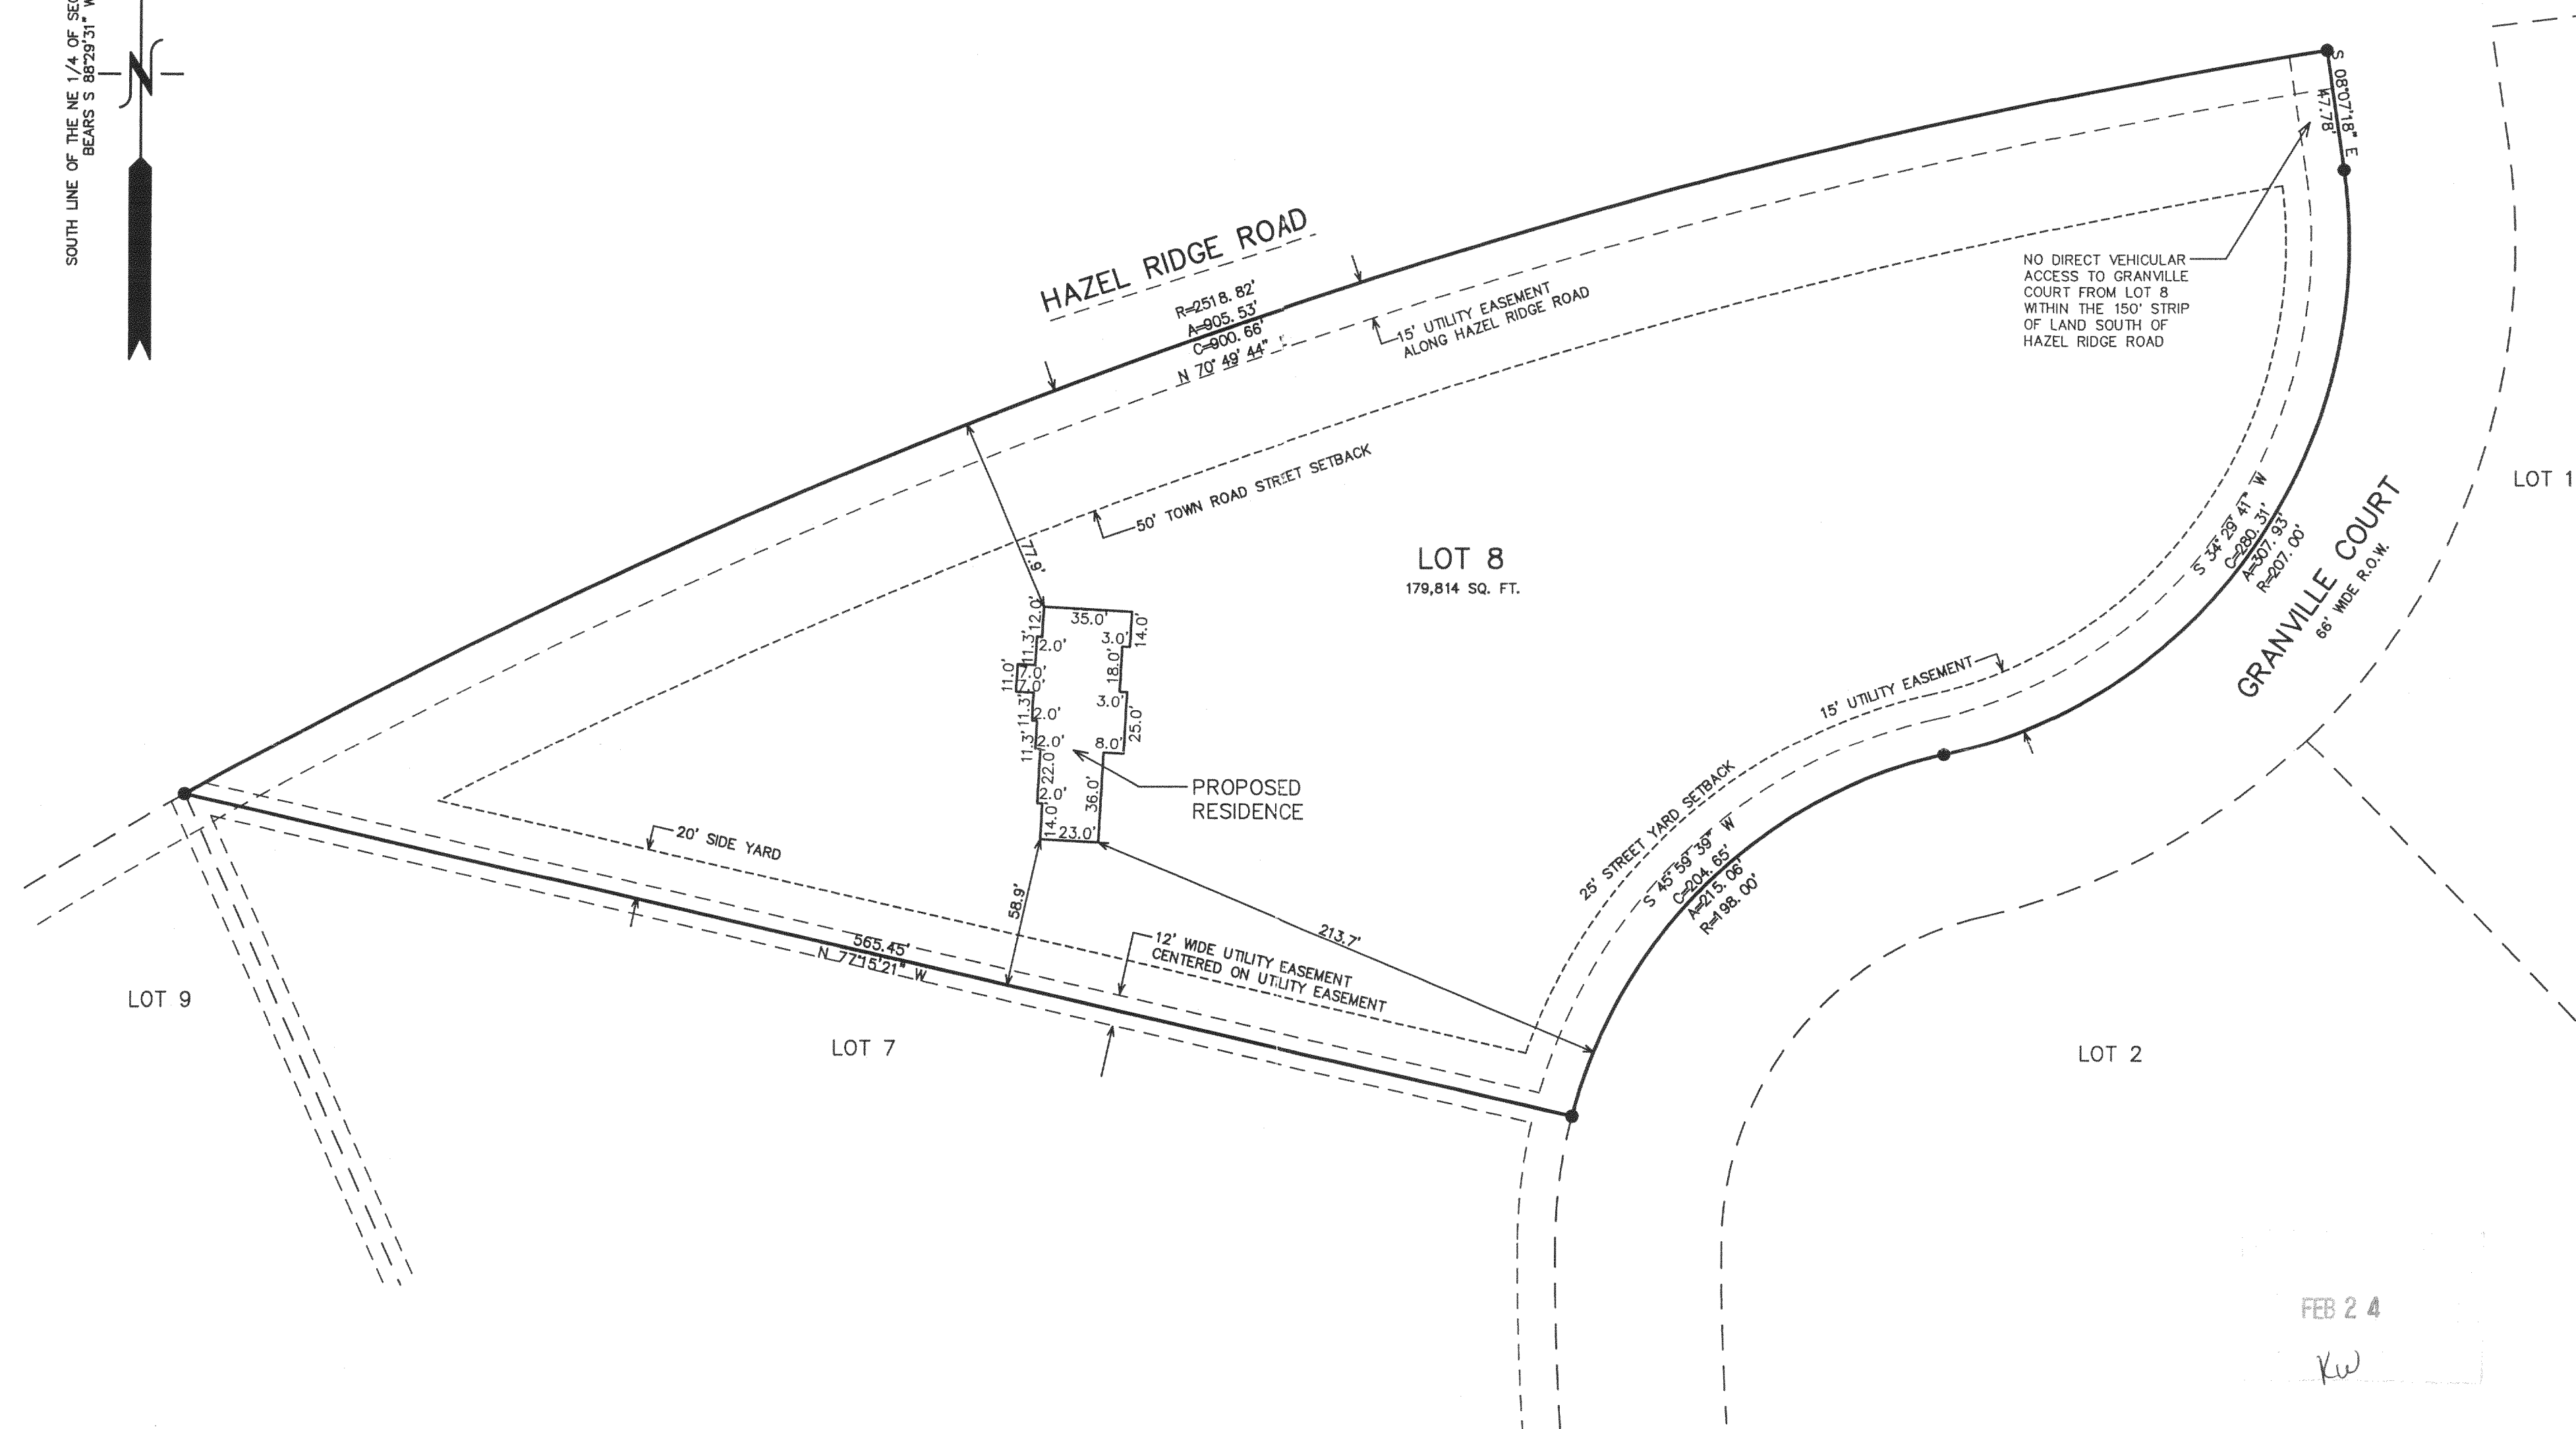 SOUTH LINE OF THE NE 1/4 OF SEC
BEARS S 88°29'31" W
N
HAZEL RIDGE ROAD
R=2518.82'
A=905.53'
C=900.66'
N 70° 49' 44"
15' UTILITY EASEMENT
ALONG HAZEL RIDGE ROAD
S 08°07'18" E
47.78'
NO DIRECT VEHICULAR
ACCESS TO GRANVILLE
COURT FROM LOT 8
WITHIN THE 150' STRIP
OF LAND SOUTH OF
HAZEL RIDGE ROAD
50' TOWN ROAD STREET SETBACK
77.9'
LOT 8
179,814 SQ. FT.
LOT 1
S 34° 29' 41" W
C=280.31'
A=307.93'
R=207.00'
GRANVILLE COURT
66' WIDE R.O.W.
12.0'
35.0'
14.0'
11.3'
2.0'
3.0'
11.0'
7.0'
7.0'
18.0'
11.3'
2.0'
3.0'
25.0'
11.3'
2.0'
8.0'
22.0'
2.0'
36.0'
14.0'
23.0'
PROPOSED
RESIDENCE
15' UTILITY EASEMENT
25' STREET YARD SETBACK
S 45° 59' 39" W
C=204.65'
A=215.06'
R=198.00'
20' SIDE YARD
58.9'
213.7'
565.45'
N 77°15'21" W
12' WIDE UTILITY EASEMENT
CENTERED ON UTILITY EASEMENT
LOT 9
LOT 7
LOT 2
FEB 24
KW